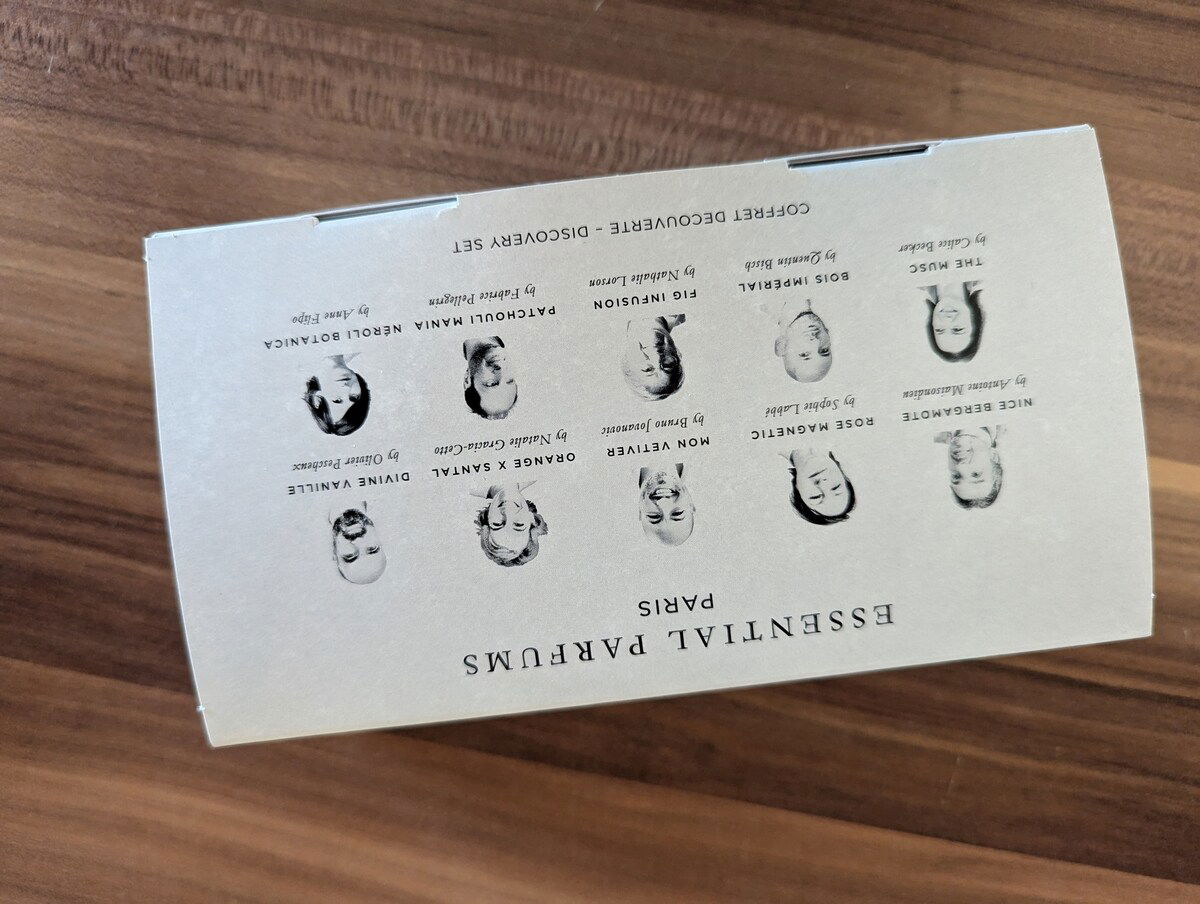 ESSENTIAL PARFUMS
PARIS
NICE BERGAMOTE
by Antoine Maisondieu
ROSE MAGNETIC
by Sophie Labbé
MON VETIVER
by Bruno Jovanovic
ORANGE X SANTAL
by Natalie Gracia-Cetto
DIVINE VANILLE
by Olivier Pescheux
THE MUSC
by Calice Becker
BOIS IMPÉRIAL
by Quentin Bisch
FIG INFUSION
by Nathalie Lorson
PATCHOULI MANIA
by Fabrice Pellegrin
NÉROLI BOTANICA
by Anne Flipo
COFFRET DECOUVERTE – DISCOVERY SET